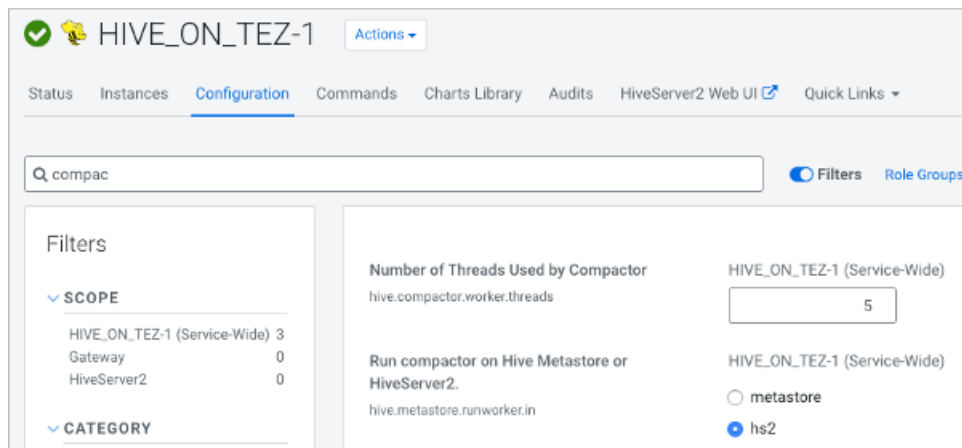 HIVE_ON_TEZ-1 Actions
Status Instances Configuration Commands Charts Library Audits HiveServer2 Web UI Quick Links
compac
Filters Role Groups
Filters
SCOPE
HIVE_ON_TEZ-1 (Service-Wide) 3
Gateway 0
HiveServer2 0
CATEGORY
Number of Threads Used by Compactor
hive.compactor.worker.threads
HIVE_ON_TEZ-1 (Service-Wide)
5
Run compactor on Hive Metastore or
HiveServer2.
hive.metastore.runworker.in
HIVE_ON_TEZ-1 (Service-Wide)
metastore
hs2